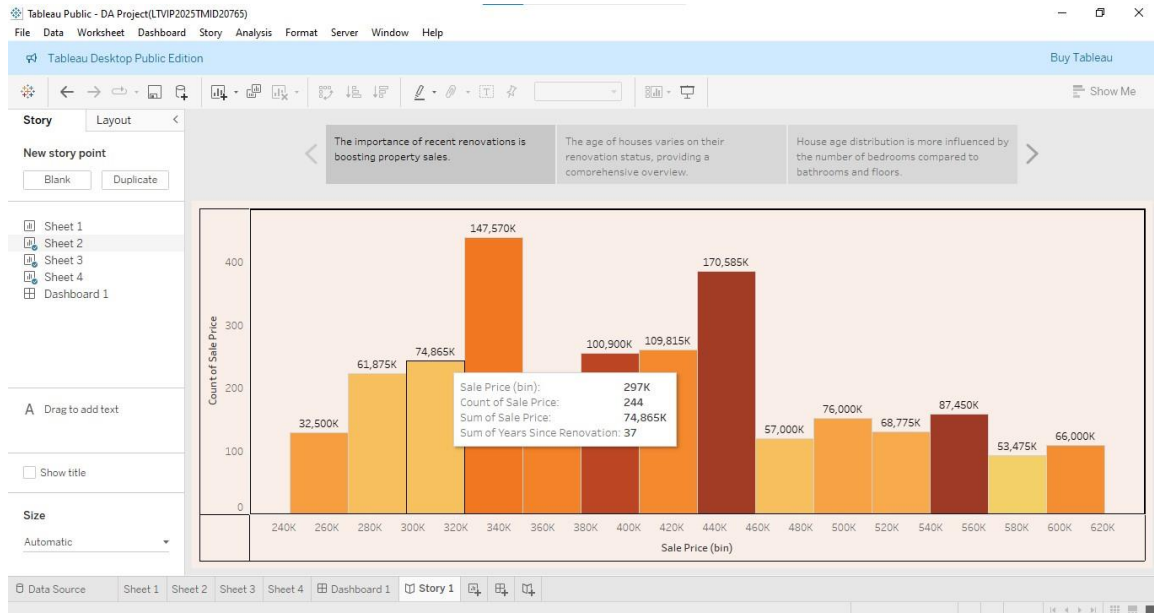 Tableau Public - DA Project(LTVIP2025TMID20765)
File Data Worksheet Dashboard Story Analysis Format Server Window Help
Tableau Desktop Public Edition
Buy Tableau
Show Me
Story Layout
New story point
Blank Duplicate
Sheet 1
Sheet 2
Sheet 3
Sheet 4
Dashboard 1
A Drag to add text
Show title
Size
Automatic
The importance of recent renovations is
boosting property sales.
The age of houses varies on their
renovation status, providing a
comprehensive overview.
House age distribution is more influenced by
the number of bedrooms compared to
bathrooms and floors.
Count of Sale Price
400
300
200
100
0
32,500K
61,875K
74,865K
147,570K
100,900K
109,815K
170,585K
57,000K
76,000K
68,775K
87,450K
53,475K
66,000K
Sale Price (bin): 297K
Count of Sale Price: 244
Sum of Sale Price: 74,865K
Sum of Years Since Renovation: 37
240K 260K 280K 300K 320K 340K 360K 380K 400K 420K 440K 460K 480K 500K 520K 540K 560K 580K 600K 620K
Sale Price (bin)
Data Source Sheet 1 Sheet 2 Sheet 3 Sheet 4 Dashboard 1 Story 1